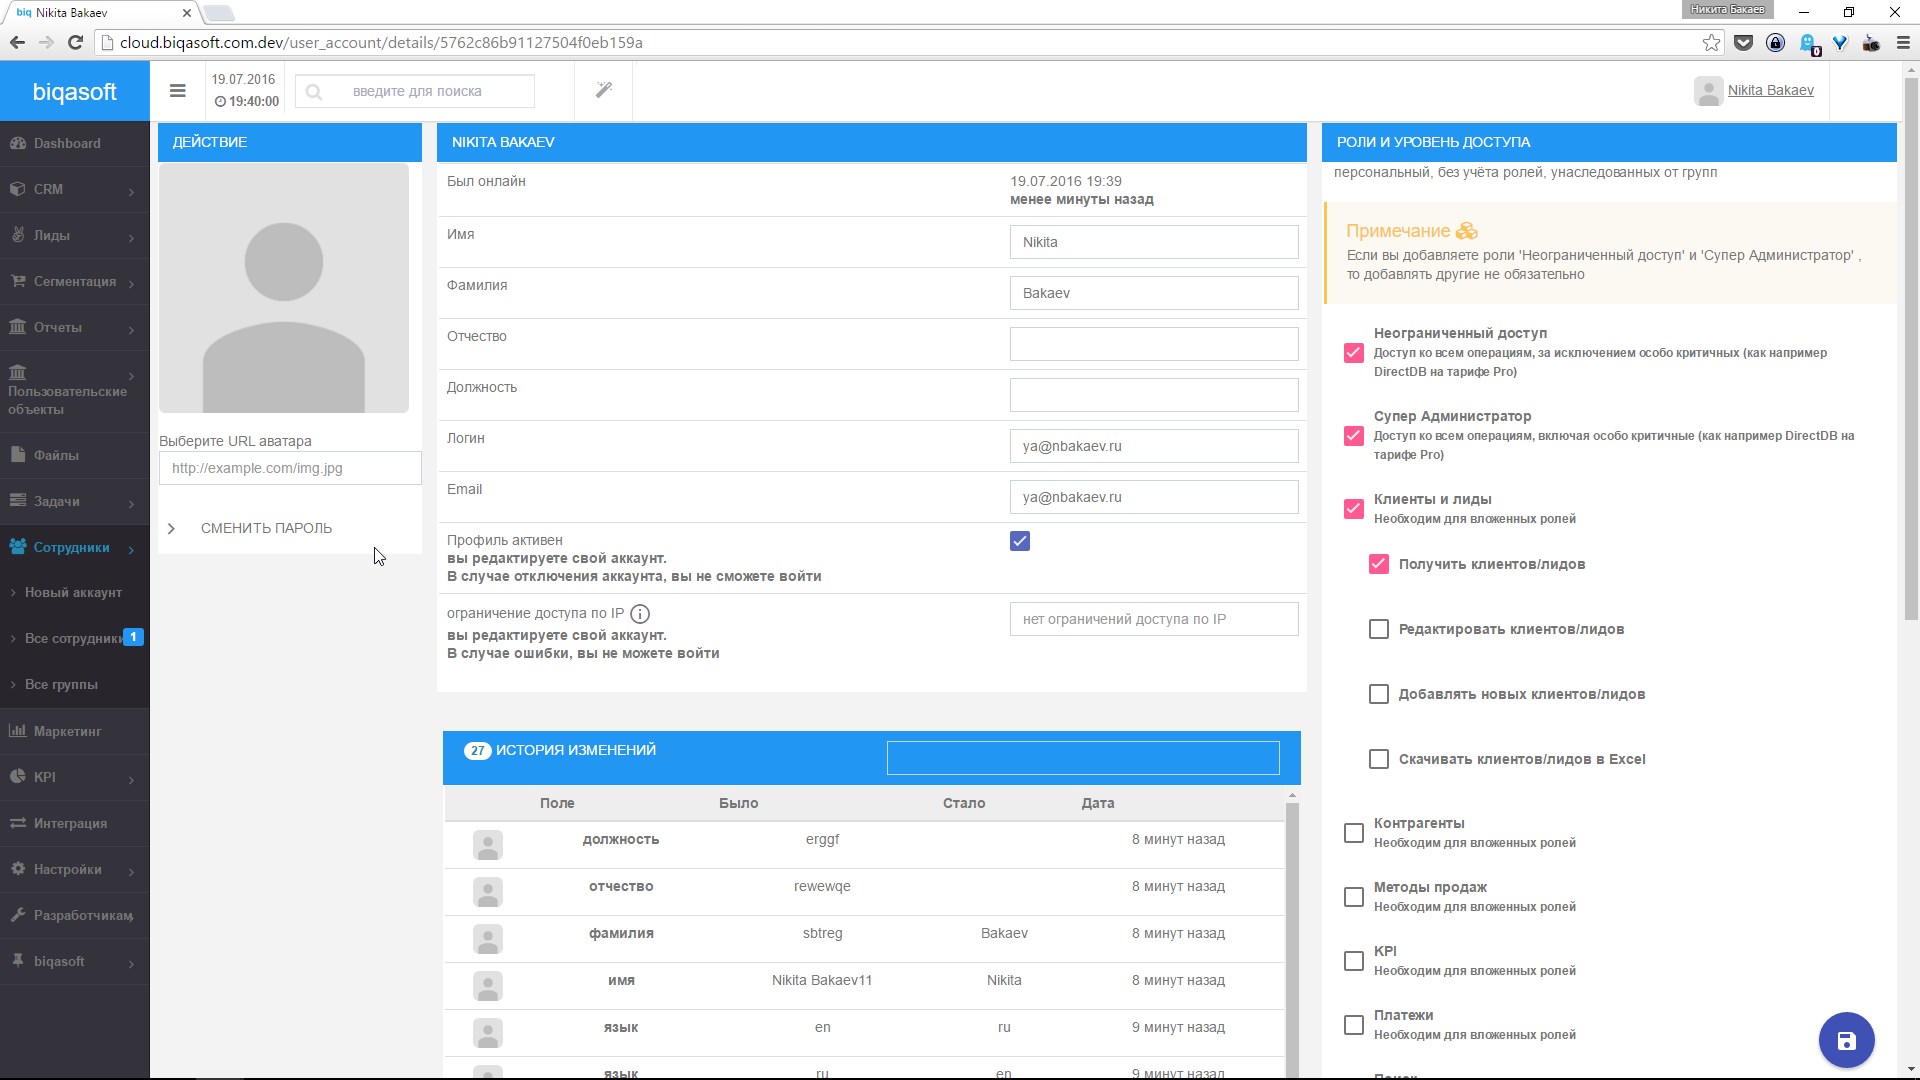 biq Nikita Bakaev
Никита Бакаев
cloud.biqasoft.com.dev/user_account/details/5762c86b91127504f0eb159a
0
biqasoft
19.07.2016
19:40:00
введите для поиска
Nikita Bakaev
Dashboard
CRM
Лиды
Сегментация
Отчеты
Пользовательские
объекты
Файлы
Задачи
Сотрудники
Новый аккаунт
Все сотрудники 1
Все группы
Маркетинг
KPI
Интеграция
Настройки
Разработчикам
biqasoft
ДЕЙСТВИЕ
Выберите URL аватара
http://example.com/img.jpg
СМЕНИТЬ ПАРОЛЬ
NIKITA BAKAEV
Был онлайн
19.07.2016 19:39
менее минуты назад
Имя
Nikita
Фамилия
Bakaev
Отчество
Должность
Логин
ya@nbakaev.ru
Email
ya@nbakaev.ru
Профиль активен
вы редактируете свой аккаунт.
В случае отключения аккаунта, вы не сможете войти
ограничение доступа по IP
нет ограничений доступа по IP
вы редактируете свой аккаунт.
В случае ошибки, вы не можете войти
27 ИСТОРИЯ ИЗМЕНЕНИЙ
Поле Было Стало Дата
должность erggf 8 минут назад
отчество rewewqe 8 минут назад
фамилия sbtreg Bakaev 8 минут назад
имя Nikita Bakaev11 Nikita 8 минут назад
язык en ru 9 минут назад
язык ru en 9 минут назад
РОЛИ И УРОВЕНЬ ДОСТУПА
персональный, без учёта ролей, унаследованных от групп
Примечание
Если вы добавляете роли 'Неограниченный доступ' и 'Супер Администратор' ,
то добавлять другие не обязательно
Неограниченный доступ
Доступ ко всем операциям, за исключением особо критичных (как например
DirectDB на тарифе Pro)
Супер Администратор
Доступ ко всем операциям, включая особо критичные (как например DirectDB на
тарифе Pro)
Клиенты и лиды
Необходим для вложенных ролей
Получить клиентов/лидов
Редактировать клиентов/лидов
Добавлять новых клиентов/лидов
Скачивать клиентов/лидов в Excel
Контрагенты
Необходим для вложенных ролей
Методы продаж
Необходим для вложенных ролей
KPI
Необходим для вложенных ролей
Платежи
Необходим для вложенных ролей